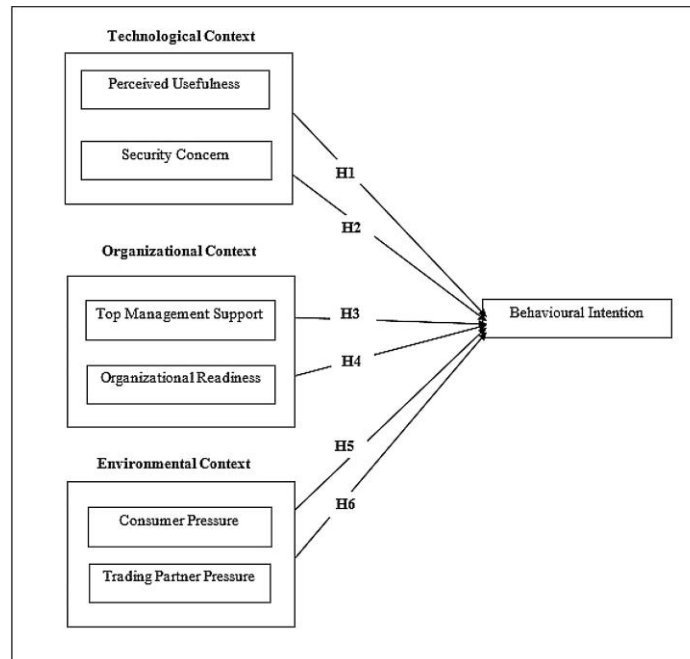 Technological Context
Perceived Usefulness
Security Concern
H1
H2
Organizational Context
Top Management Support
H3
Organizational Readiness
H4
Behavioural Intention
Environmental Context
H5
Consumer Pressure
H6
Trading Partner Pressure